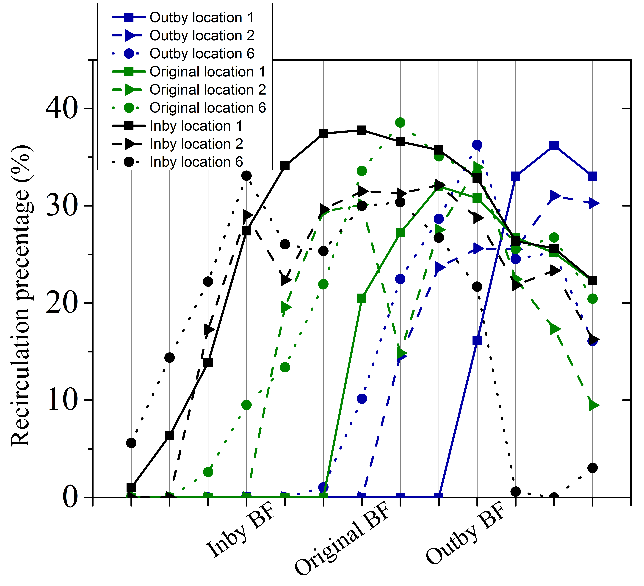 Outby location 1
Outby location 2
Outby location 6
Original location 1
Original location 2
Original location 6
Inby location 1
Inby location 2
Inby location 6
Recirculation precentage (%)
40
30
20
10
0
Inby BF
Original BF
Outby BF